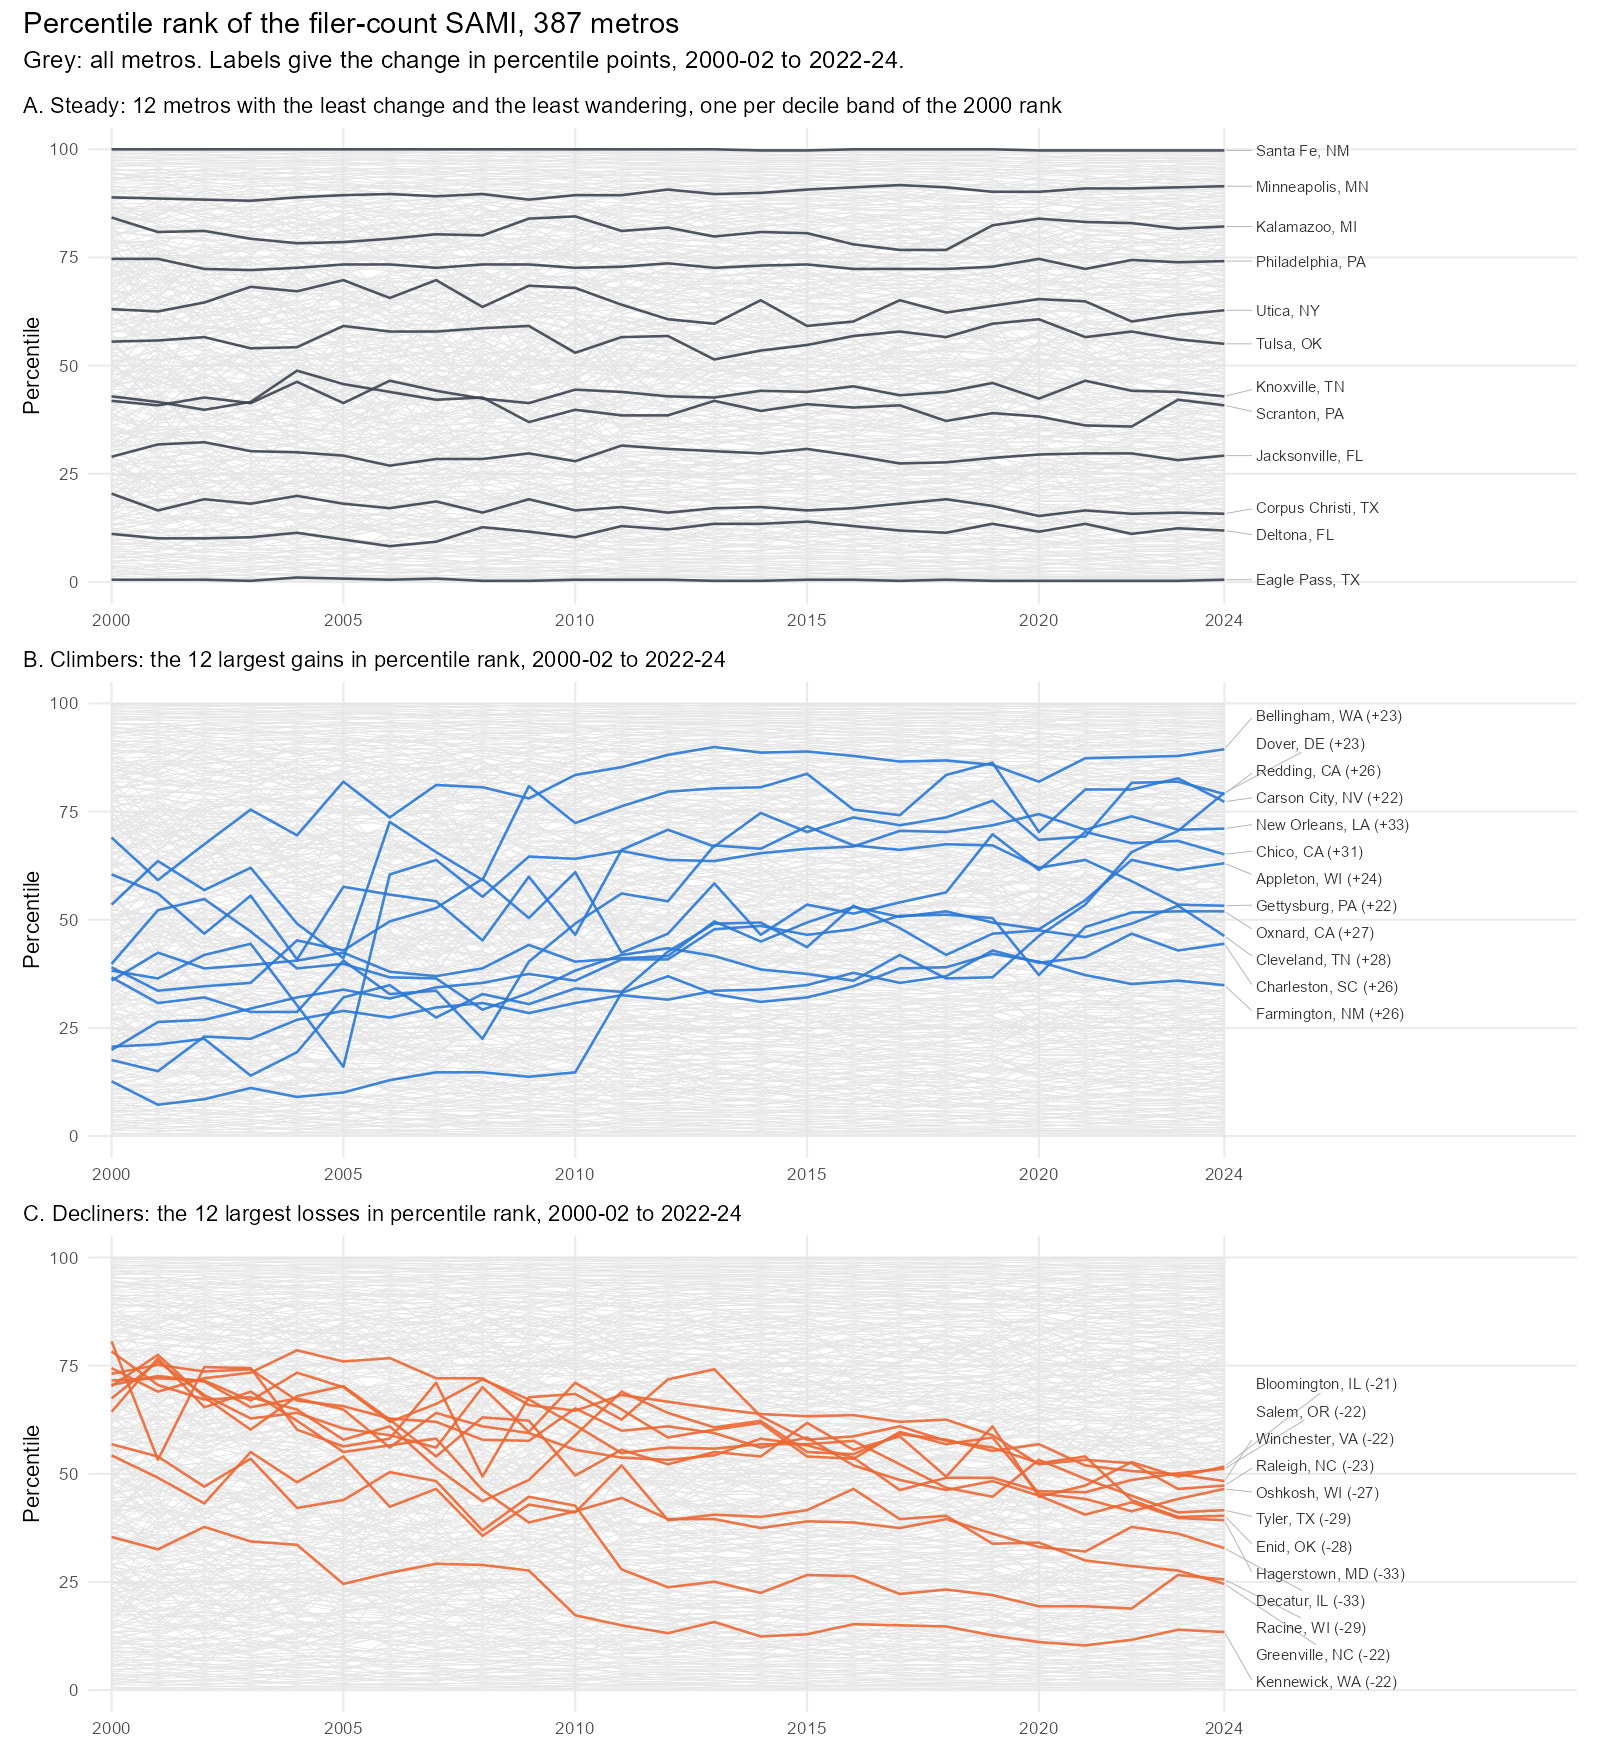 Percentile rank of the filer-count SAMI, 387 metros
Grey: all metros. Labels give the change in percentile points, 2000-02 to 2022-24.
A. Steady: 12 metros with the least change and the least wandering, one per decile band of the 2000 rank
Percentile
100
75
50
25
0
Santa Fe, NM
Minneapolis, MN
Kalamazoo, MI
Philadelphia, PA
Utica, NY
Tulsa, OK
Knoxville, TN
Scranton, PA
Jacksonville, FL
Corpus Christi, TX
Deltona, FL
Eagle Pass, TX
2000 2005 2010 2015 2020 2024
B. Climbers: the 12 largest gains in percentile rank, 2000-02 to 2022-24
Percentile
100
75
50
25
0
Bellingham, WA (+23)
Dover, DE (+23)
Redding, CA (+26)
Carson City, NV (+22)
New Orleans, LA (+33)
Chico, CA (+31)
Appleton, WI (+24)
Gettysburg, PA (+22)
Oxnard, CA (+27)
Cleveland, TN (+28)
Charleston, SC (+26)
Farmington, NM (+26)
2000 2005 2010 2015 2020 2024
C. Decliners: the 12 largest losses in percentile rank, 2000-02 to 2022-24
Percentile
100
75
50
25
0
Bloomington, IL (-21)
Salem, OR (-22)
Winchester, VA (-22)
Raleigh, NC (-23)
Oshkosh, WI (-27)
Tyler, TX (-29)
Enid, OK (-28)
Hagerstown, MD (-33)
Decatur, IL (-33)
Racine, WI (-29)
Greenville, NC (-22)
Kennewick, WA (-22)
2000 2005 2010 2015 2020 2024